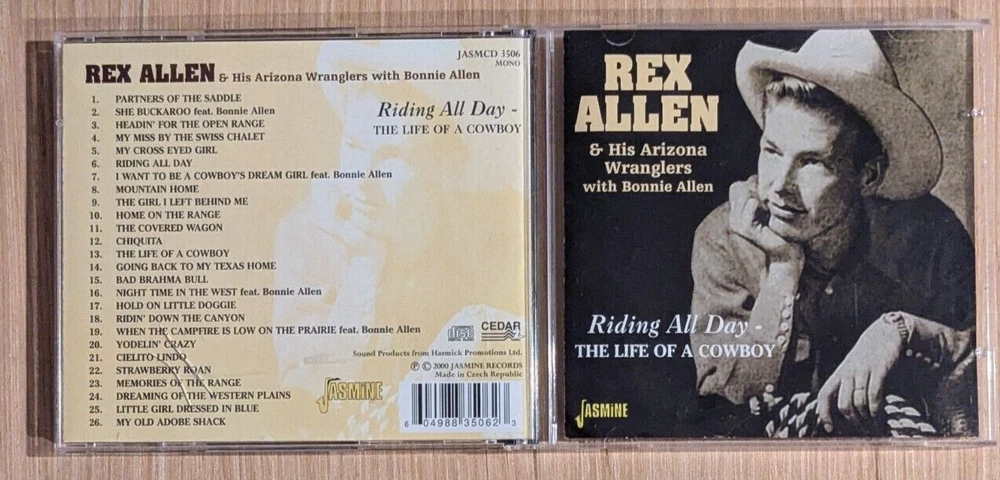 JASMCD 3506
MONO
REX ALLEN & His Arizona Wranglers with Bonnie Allen
Riding All Day -
THE LIFE OF A COWBOY
1. PARTNERS OF THE SADDLE
2. SHE BUCKAROO feat. Bonnie Allen
3. HEADIN' FOR THE OPEN RANGE
4. MY MISS BY THE SWISS CHALET
5. MY CROSS EYED GIRL
6. RIDING ALL DAY
7. I WANT TO BE A COWBOY'S DREAM GIRL feat. Bonnie Allen
8. MOUNTAIN HOME
9. THE GIRL I LEFT BEHIND ME
10. HOME ON THE RANGE
11. THE COVERED WAGON
12. CHIQUITA
13. THE LIFE OF A COWBOY
14. GOING BACK TO MY TEXAS HOME
15. BAD BRAHMA BULL
16. NIGHT TIME IN THE WEST feat. Bonnie Allen
17. HOLD ON LITTLE DOGGIE
18. RIDIN' DOWN THE CANYON
19. WHEN THE CAMPFIRE IS LOW ON THE PRAIRIE feat. Bonnie Allen
20. YODELIN' CRAZY
21. CIELITO LINDO
22. STRAWBERRY ROAN
23. MEMORIES OF THE RANGE
24. DREAMING OF THE WESTERN PLAINS
25. LITTLE GIRL DRESSED IN BLUE
26. MY OLD ADOBE SHACK
disc CEDAR
Sound Products from Hasmick Promotions Ltd.
℗ © 2000 JASMINE RECORDS
Made in Czech Republic
JASMINE
6 04988 35062 3
REX
ALLEN
& His Arizona
Wranglers
with Bonnie Allen
Riding All Day -
THE LIFE OF A COWBOY
JASMINE